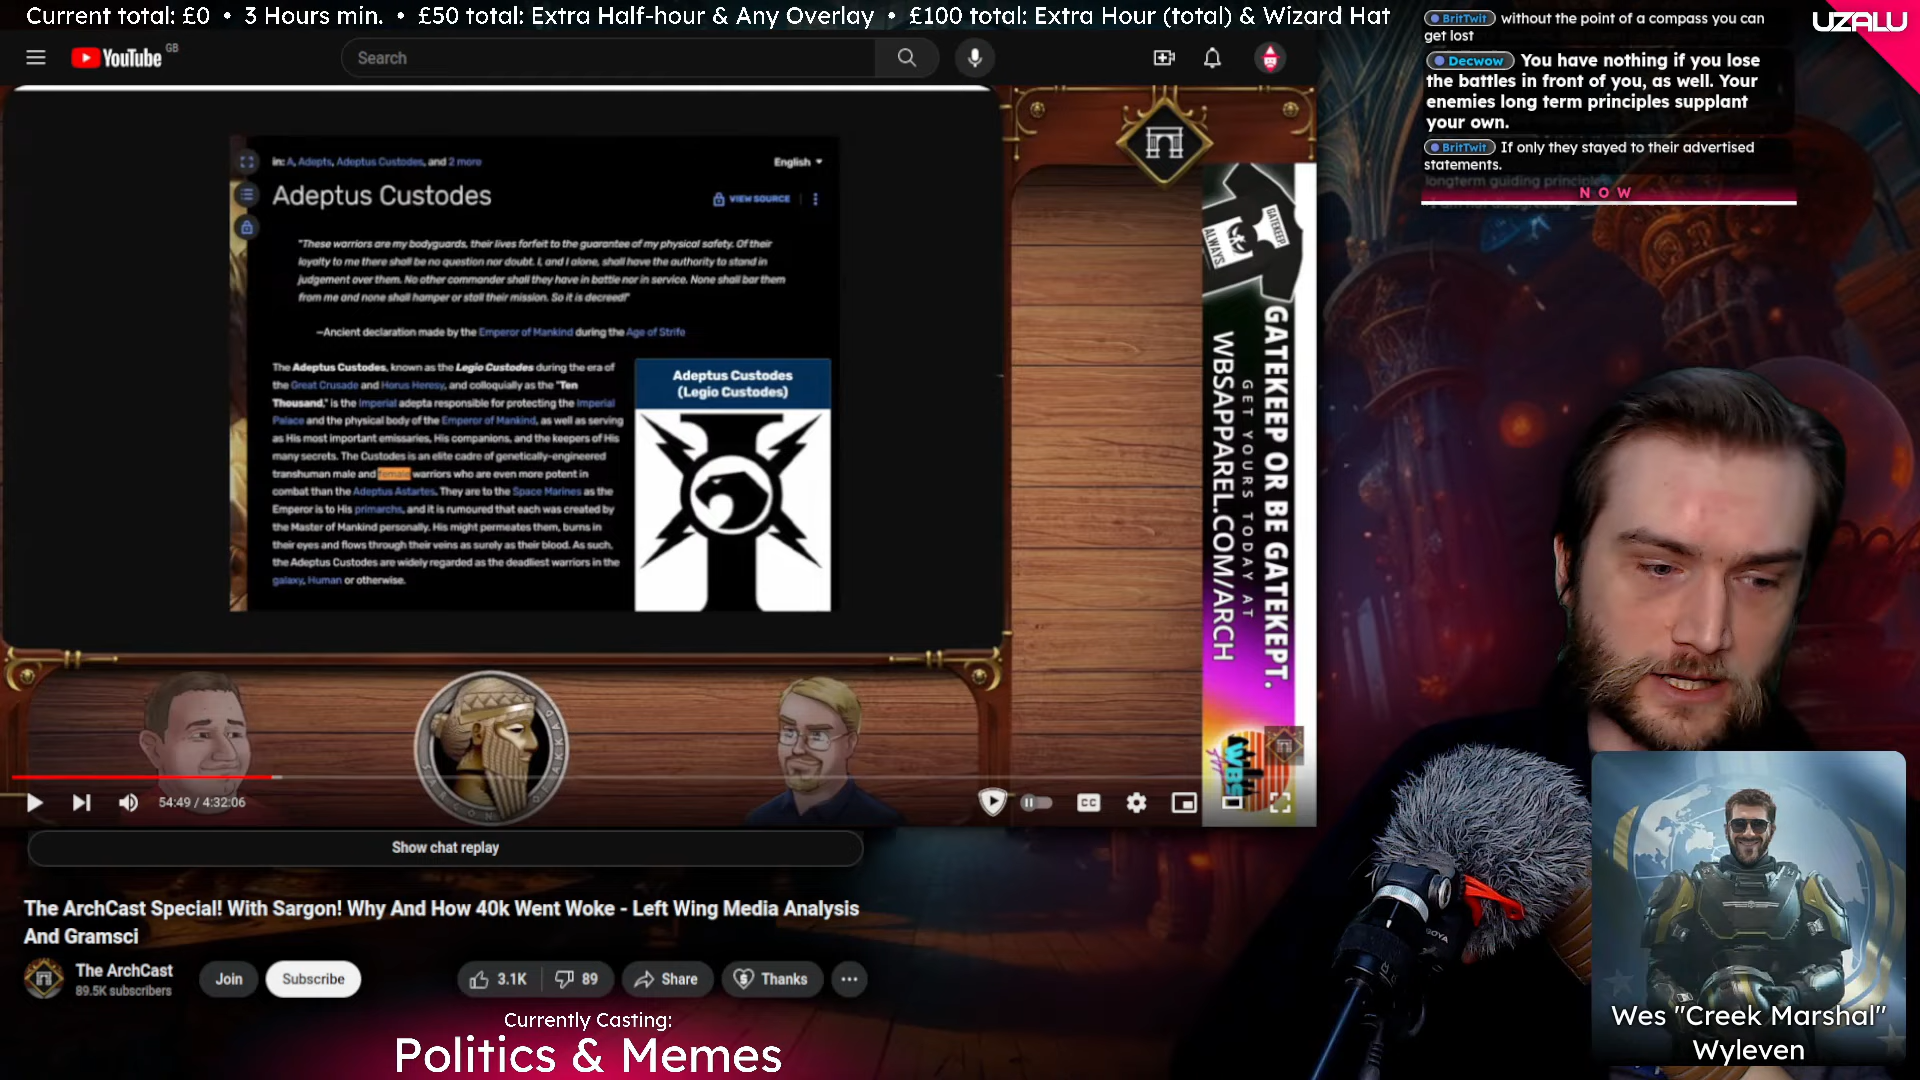 Current total: £0 • 3 Hours min. • £50 total: Extra Half-hour & Any Overlay • £100 total: Extra Hour (total) & Wizard Hat
UZALU
YouTube GB
Search
BritTwit without the point of a compass you can
get lost
Decwow You have nothing if you lose
the battles in front of you, as well. Your
enemies long term principles supplant
your own.
BritTwit If only they stayed to their advertised
statements.
longterm guiding principles
NOW
in: A, Adepts, Adeptus Custodes, and 2 more
English
Adeptus Custodes
VIEW SOURCE
"These warriors are my bodyguards, their lives forfeit to the guarantee of my physical safety. Of their
loyalty to me there shall be no question nor doubt. I, and I alone, shall have the authority to stand in
judgement over them. No other commander shall they have in battle nor in service. None shall bar them
from me and none shall hamper or stall their mission. So it is decreed!"
—Ancient declaration made by the Emperor of Mankind during the Age of Strife
The Adeptus Custodes, known as the Legio Custodes during the era of
the Great Crusade and Horus Heresy, and colloquially as the "Ten
Thousand," is the Imperial adepta responsible for protecting the Imperial
Palace and the physical body of the Emperor of Mankind, as well as serving
as His most important emissaries, His companions, and the keepers of His
many secrets. The Custodes is an elite cadre of genetically-engineered
transhuman male and female warriors who are even more potent in
combat than the Adeptus Astartes. They are to the Space Marines as the
Emperor is to His primarchs, and it is rumoured that each was created by
the Master of Mankind personally. His might permeates them, burns in
their eyes and flows through their veins as surely as their blood. As such,
the Adeptus Custodes are widely regarded as the deadliest warriors in the
galaxy, Human or otherwise.
Adeptus Custodes
(Legio Custodes)
GATEKEEP
ALWAYS
GATEKEEP OR BE GATEKEPT.
GET YOURS TODAY AT
WBSAPPAREL.COM/ARCH
54:49 / 4:32:06
CC
Show chat replay
The ArchCast Special! With Sargon! Why And How 40k Went Woke - Left Wing Media Analysis
And Gramsci
The ArchCast
89.5K subscribers
Join
Subscribe
3.1K
89
Share
Thanks
Currently Casting:
Politics & Memes
Wes "Creek Marshal"
Wyleven